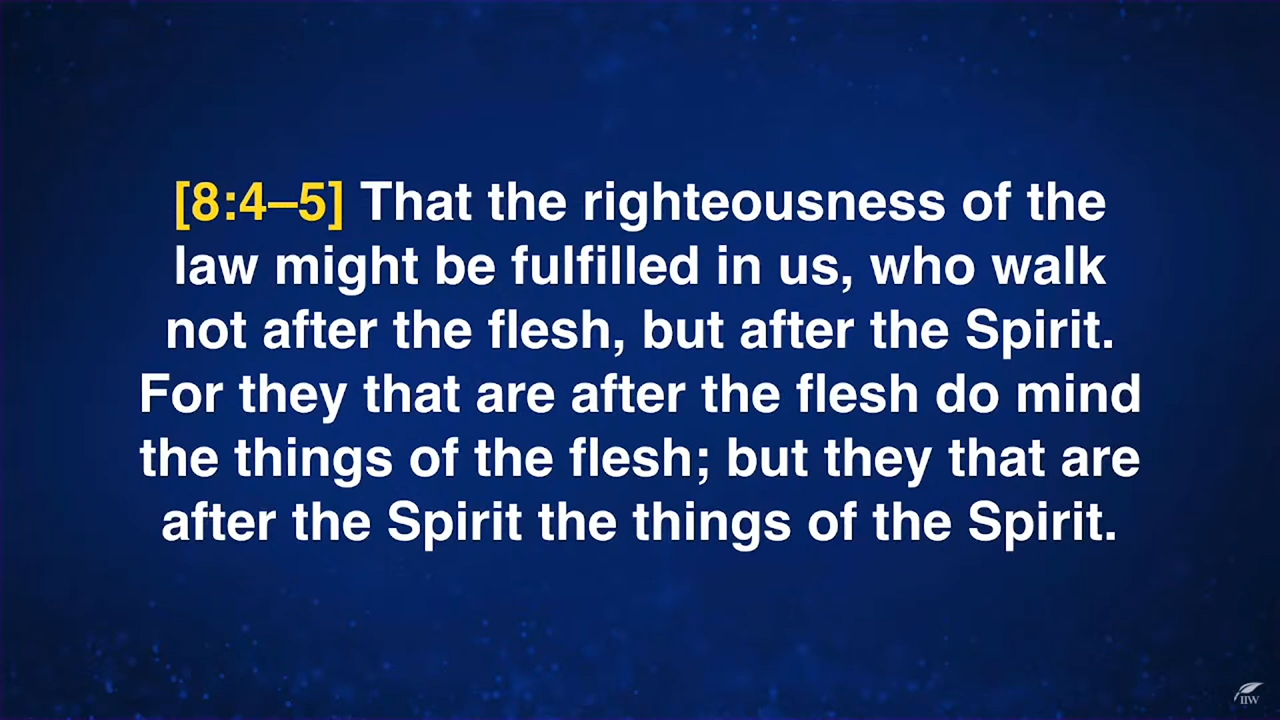 [8:4–5] That the righteousness of the
law might be fulfilled in us, who walk
not after the flesh, but after the Spirit.
For they that are after the flesh do mind
the things of the flesh; but they that are
after the Spirit the things of the Spirit.
IIW